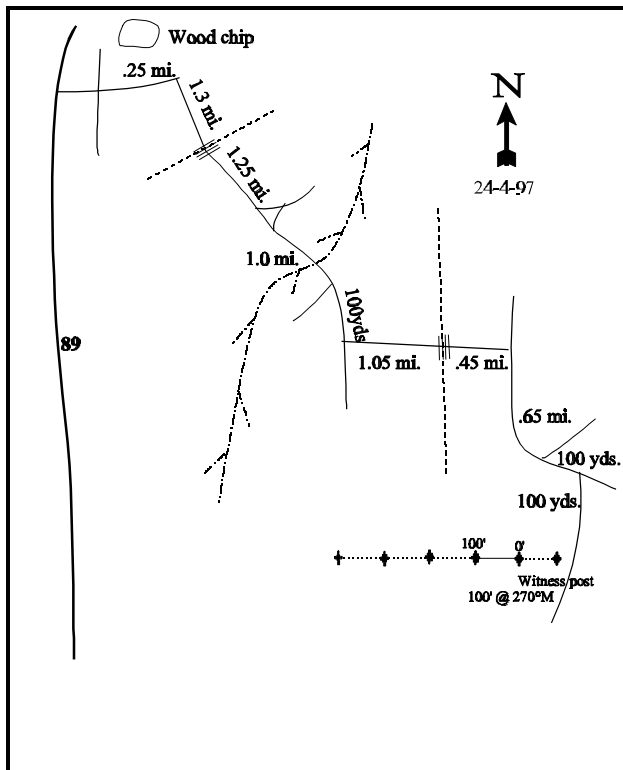 Wood chip
.25 mi.
1.3 mi.
N
24-4-97
1.25 mi.
1.0 mi.
100yds
89
1.05 mi.
.45 mi.
.65 mi.
100 yds.
100 yds.
100'
0'
Witness post
100' @ 270°M